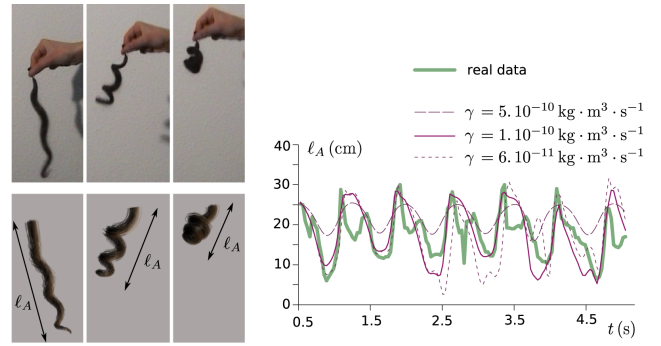 ℓ_A
ℓ_A
ℓ_A
real data
γ = 5.10⁻¹⁰ kg · m³ · s⁻¹
γ = 1.10⁻¹⁰ kg · m³ · s⁻¹
γ = 6.10⁻¹¹ kg · m³ · s⁻¹
40 ℓ_A (cm)
30
20
10
0
0.5 1.5 2.5 3.5 4.5 t (s)